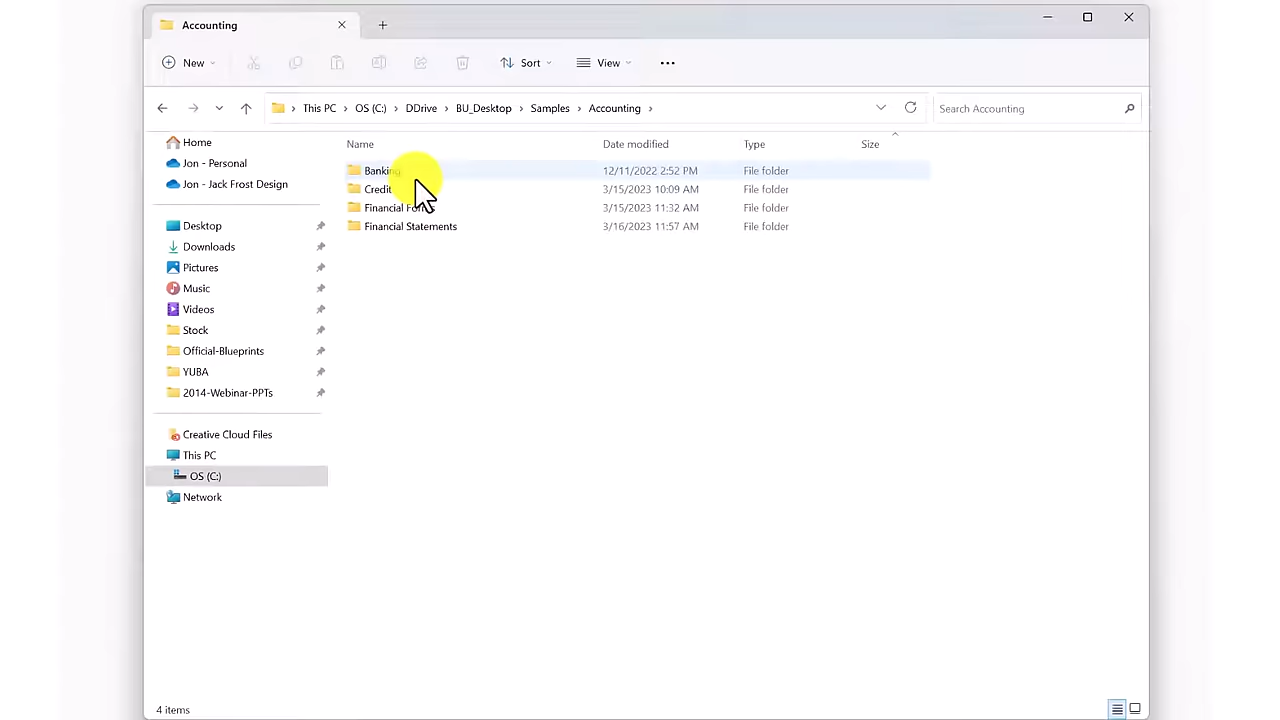 Accounting
New
Sort
View
This PC
OS (C:)
DDrive
BU_Desktop
Samples
Accounting
Search Accounting
Home
Jon - Personal
Jon - Jack Frost Design
Desktop
Downloads
Pictures
Music
Videos
Stock
Official-Blueprints
YUBA
2014-Webinar-PPTs
Creative Cloud Files
This PC
OS (C:)
Network
Name Date modified Type Size
Banking 12/11/2022 2:52 PM File folder
Credit 3/15/2023 10:09 AM File folder
Financial 3/15/2023 11:32 AM File folder
Financial Statements 3/16/2023 11:57 AM File folder
4 items